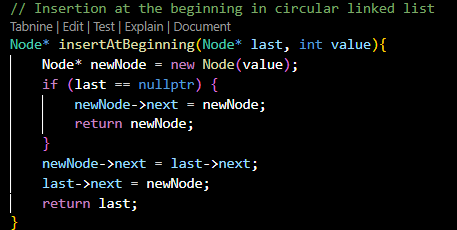 // Insertion at the beginning in circular linked list
Tabnine | Edit | Test | Explain | Document
Node* insertAtBeginning(Node* last, int value){
    Node* newNode = new Node(value);
    if (last == nullptr) {
        newNode->next = newNode;
        return newNode;
    }
    newNode->next = last->next;
    last->next = newNode;
    return last;
}